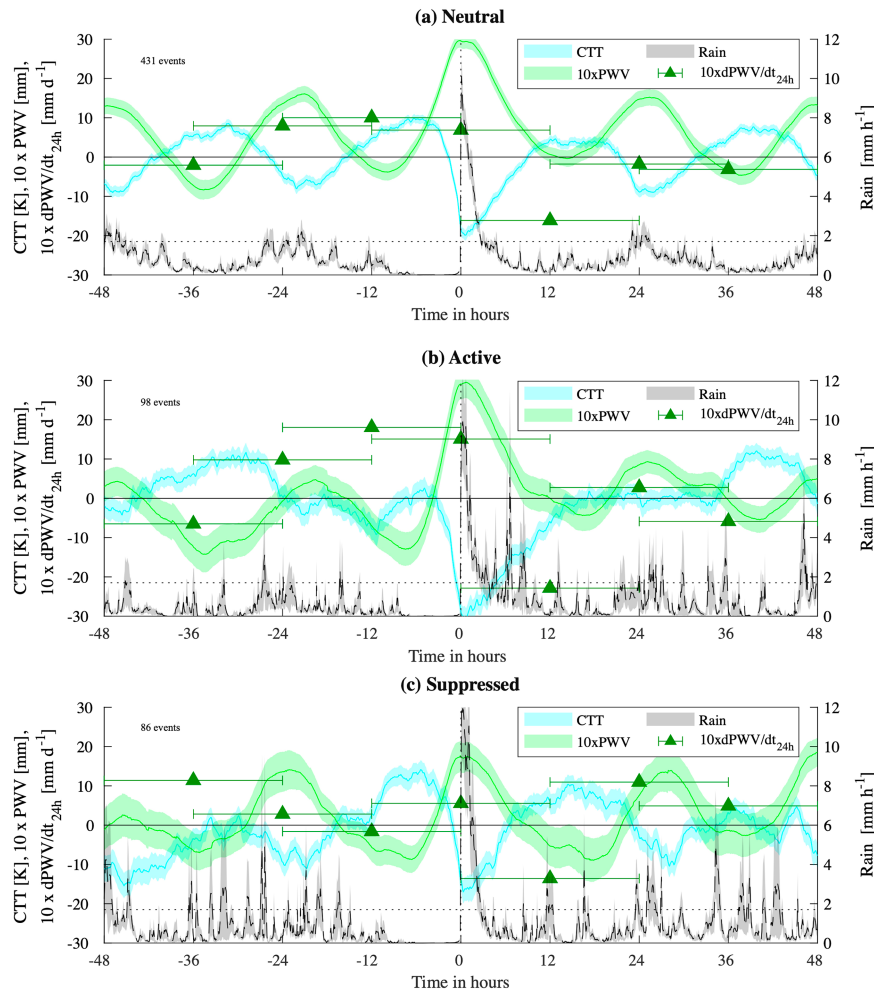 (a) Neutral
CTT [K], 10 x PWV [mm],
10 x dPWV/dt24h [mm d-1]
30
20
10
0
-10
-20
-30
431 events
CTT
10xPWV
Rain
10xdPWV/dt24h
12
10
8
6
4
2
0
Rain [mm h-1]
-48 -36 -24 -12 0 12 24 36 48
Time in hours
(b) Active
CTT [K], 10 x PWV [mm],
10 x dPWV/dt24h [mm d-1]
30
20
10
0
-10
-20
-30
98 events
CTT
10xPWV
Rain
10xdPWV/dt24h
12
10
8
6
4
2
0
Rain [mm h-1]
-48 -36 -24 -12 0 12 24 36 48
Time in hours
(c) Suppressed
CTT [K], 10 x PWV [mm],
10 x dPWV/dt24h [mm d-1]
30
20
10
0
-10
-20
-30
86 events
CTT
10xPWV
Rain
10xdPWV/dt24h
12
10
8
6
4
2
0
Rain [mm h-1]
-48 -36 -24 -12 0 12 24 36 48
Time in hours